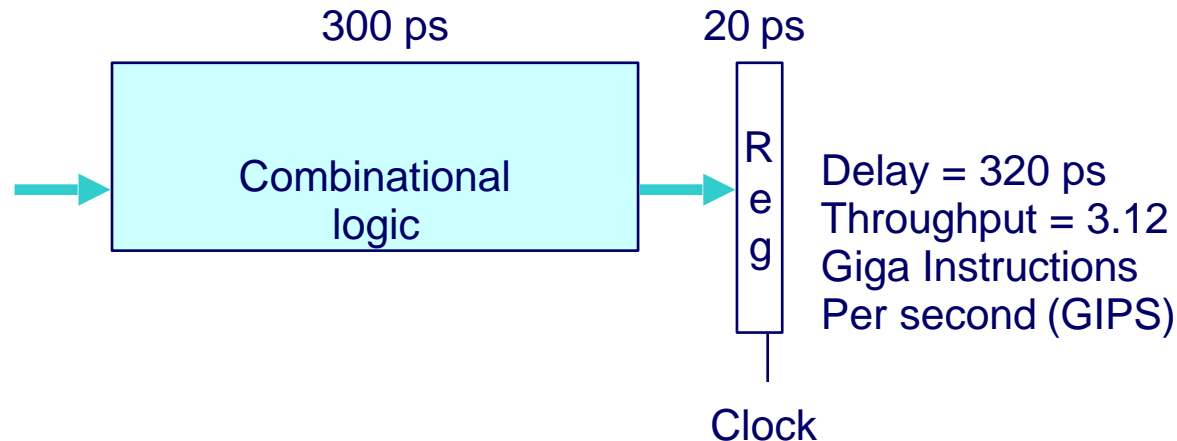 300 ps
20 ps
Combinational
logic
R
e
g
Delay = 320 ps
Throughput = 3.12
Giga Instructions
Per second (GIPS)
Clock